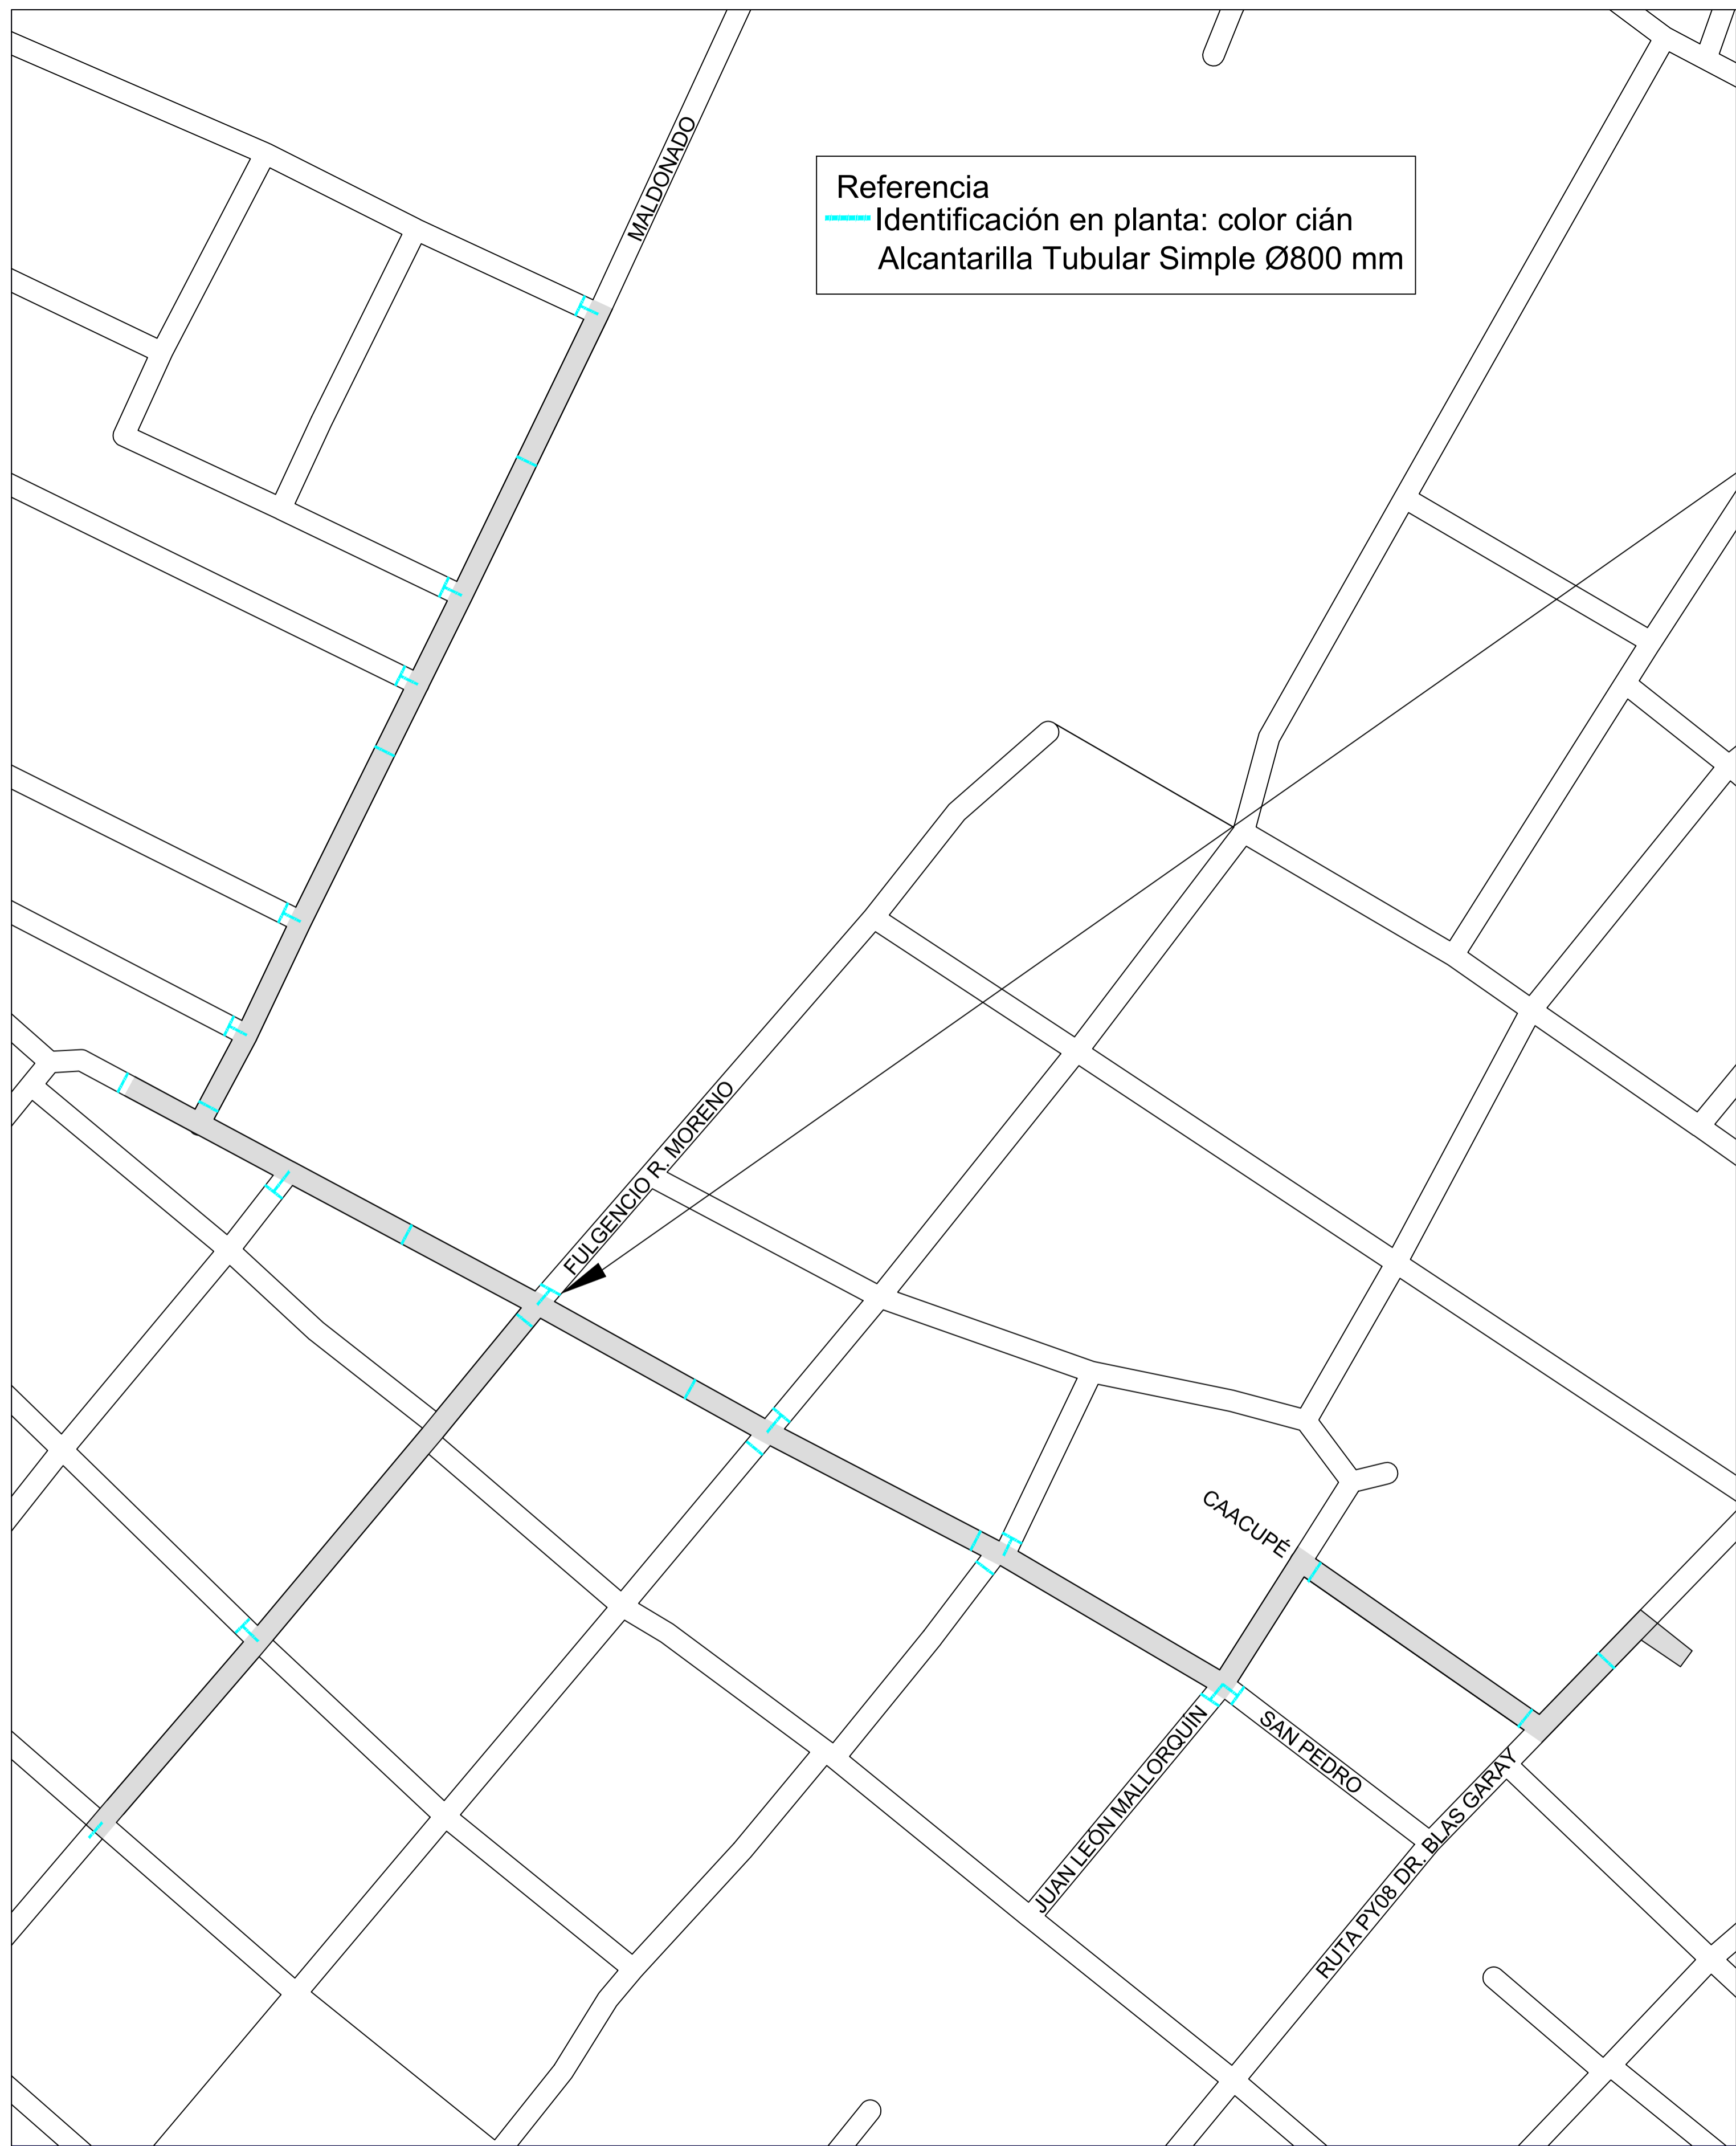 MALDONADO
Referencia
Identificación en planta: color cián
Alcantarilla Tubular Simple Ø800 mm
FULGENCIO R. MORENO
CAACUPÉ
SAN PEDRO
JUAN LEÓN MALLORQUIN
RUTA PY08 DR. BLAS GARAY